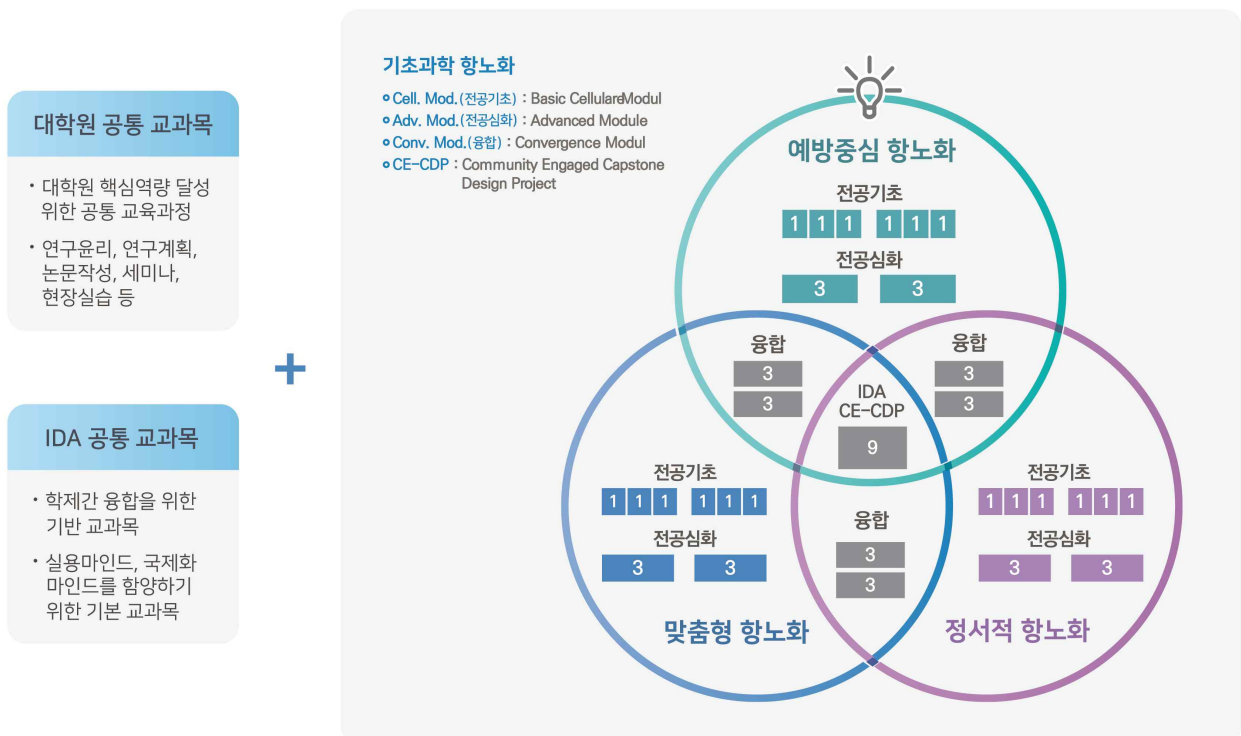 대학원 공통 교과목
· 대학원 핵심역량 달성
위한 공통 교육과정
· 연구윤리, 연구계획,
논문작성, 세미나,
현장실습 등
+
IDA 공통 교과목
· 학제간 융합을 위한
기반 교과목
· 실용마인드, 국제화
마인드를 함양하기
위한 기본 교과목
기초과학 항노화
Cell. Mod.(전공기초) : Basic CellulareModul
Adv. Mod.(전공심화) : Advanced Module
Conv. Mod.(융합) : Convergence Modul
CE-CDP : Community Engaged Capstone
Design Project
예방중심 항노화
전공기초
1 1 1 1 1 1
전공심화
3 3
융합
3
3
융합
3
3
IDA
CE-CDP
9
전공기초
1 1 1 1 1 1
전공심화
3 3
맞춤형 항노화
융합
3
3
전공기초
1 1 1 1 1 1
전공심화
3 3
정서적 항노화